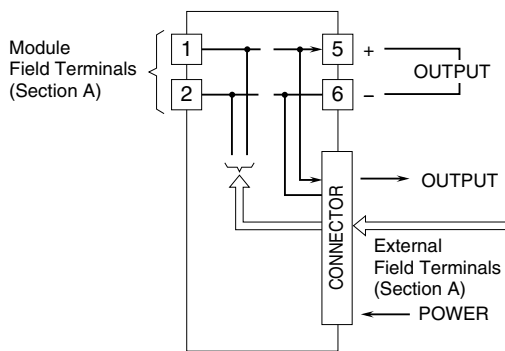 Module
Field Terminals
(Section A)
1
2
5
6
+
−
OUTPUT
CONNECTOR
OUTPUT
External
Field Terminals
(Section A)
POWER